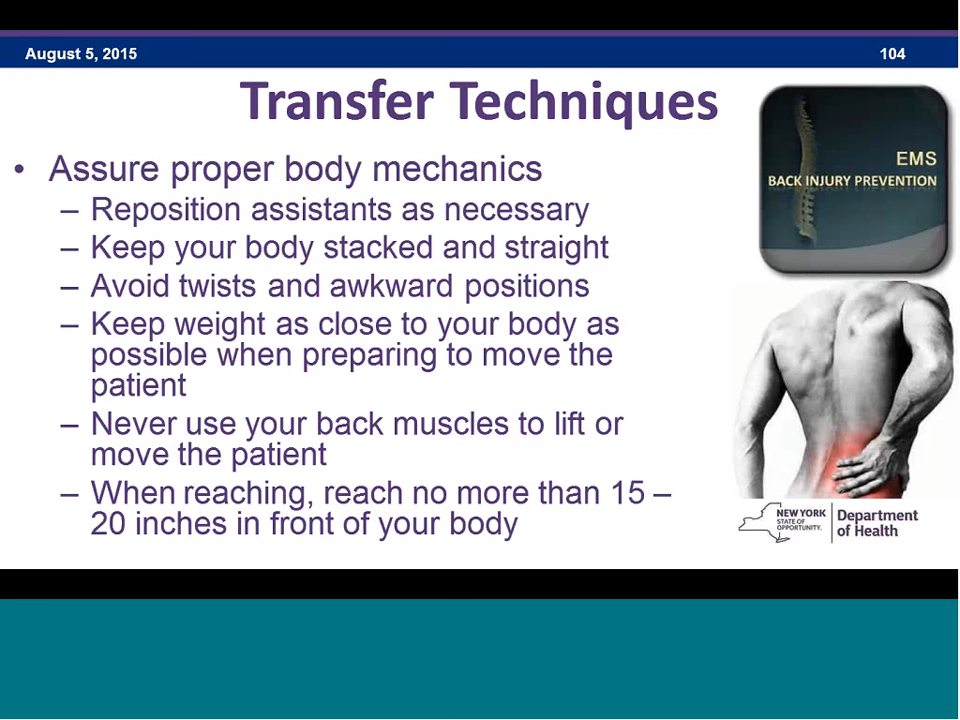 August 5, 2015
104
Transfer Techniques
• Assure proper body mechanics
– Reposition assistants as necessary
– Keep your body stacked and straight
– Avoid twists and awkward positions
– Keep weight as close to your body as
possible when preparing to move the
patient
– Never use your back muscles to lift or
move the patient
– When reaching, reach no more than 15 –
20 inches in front of your body
EMS
BACK INJURY PREVENTION
NEW YORK
STATE OF
OPPORTUNITY.
Department
of Health